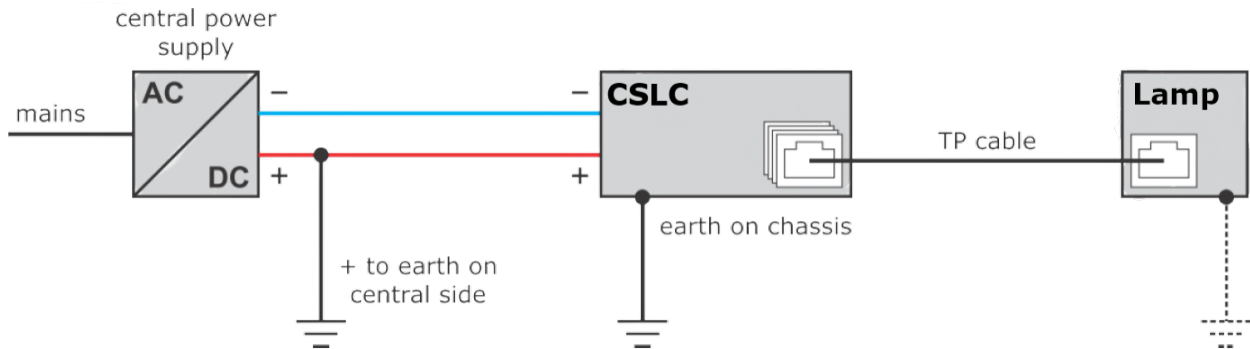 central power
supply
AC
mains
DC
−
+
−
+
CSLC
TP cable
Lamp
earth on chassis
+ to earth on
central side